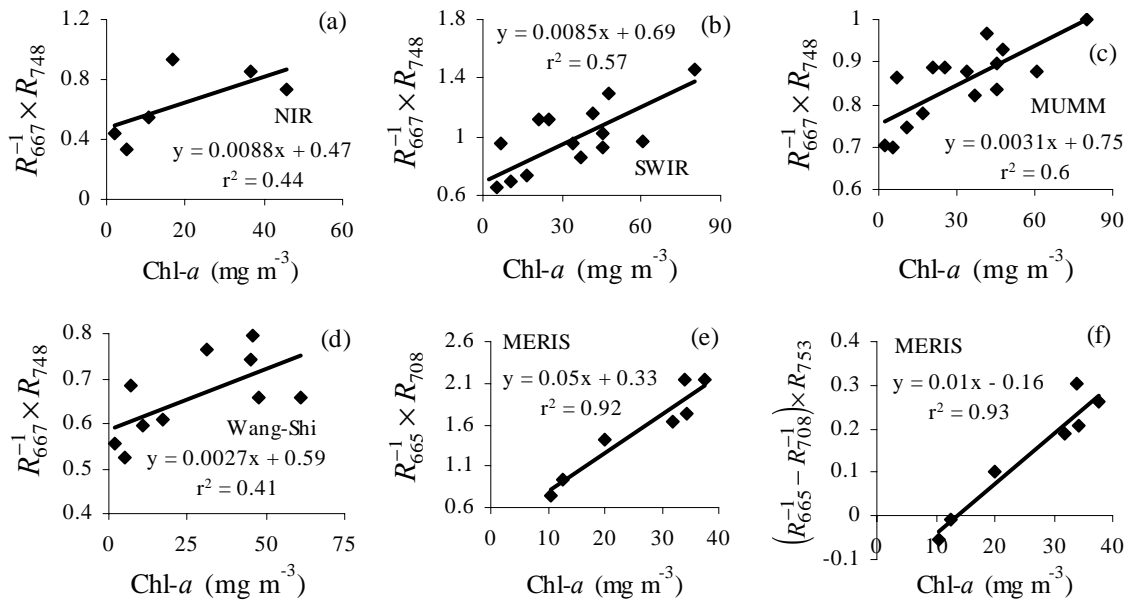 (a)
R₆₆₇⁻¹ × R₇₄₈
1.2
0.8
0.4
0
NIR
y = 0.0088x + 0.47
r² = 0.44
0 20 40 60
Chl-a (mg m⁻³)
(b)
R₆₆₇⁻¹ × R₇₄₈
y = 0.0085x + 0.69
r² = 0.57
1.8
1.4
1
0.6
SWIR
0 30 60 90
Chl-a (mg m⁻³)
(c)
R₆₆₇⁻¹ × R₇₄₈
1
0.9
0.8
0.7
0.6
MUMM
y = 0.0031x + 0.75
r² = 0.6
0 30 60 90
Chl-a (mg m⁻³)
(d)
R₆₆₇⁻¹ × R₇₄₈
0.8
0.7
0.6
0.5
0.4
Wang-Shi
y = 0.0027x + 0.59
r² = 0.41
0 25 50 75
Chl-a (mg m⁻³)
(e)
R₆₆₅⁻¹ × R₇₀₈
2.6
2.1
1.6
1.1
0.6
MERIS
y = 0.05x + 0.33
r² = 0.92
0 10 20 30 40
Chl-a (mg m⁻³)
(f)
(R₆₆₅⁻¹ − R₇₀₈⁻¹) × R₇₅₃
0.4
0.3
0.2
0.1
0
-0.1
MERIS
y = 0.01x - 0.16
r² = 0.93
0 10 20 30 40
Chl-a (mg m⁻³)